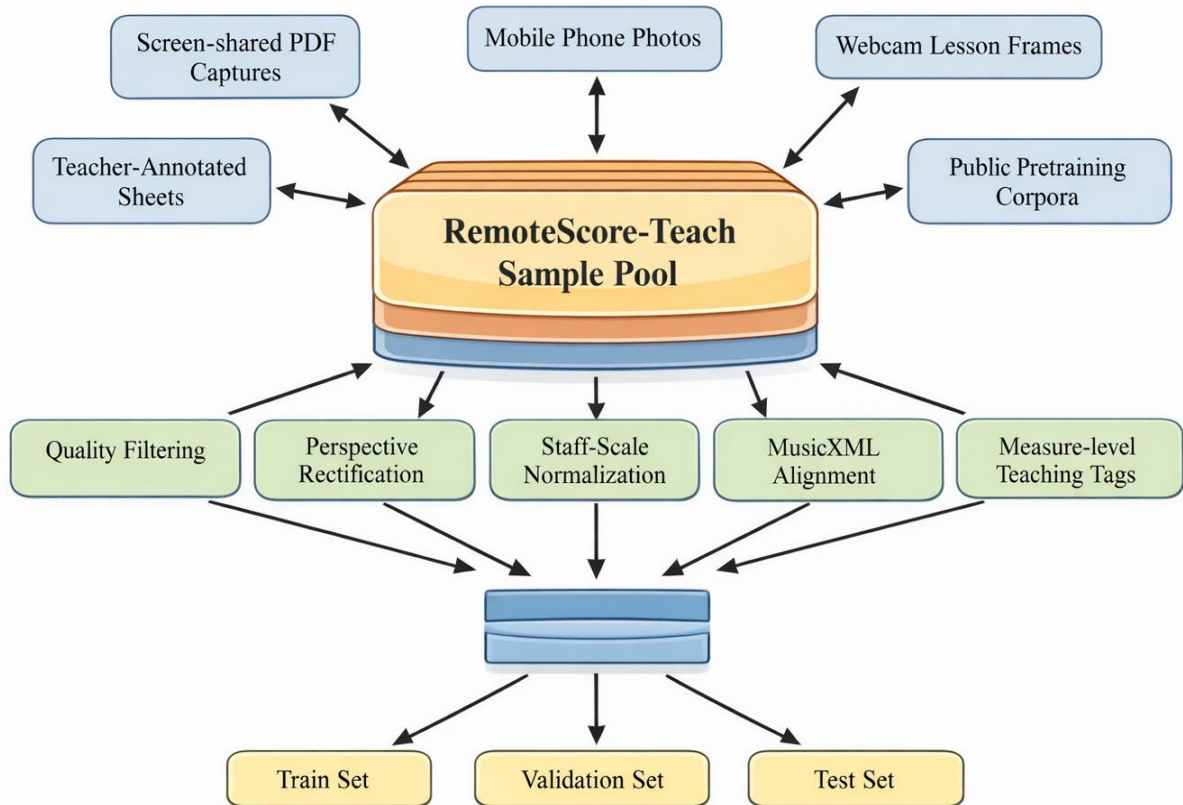 Screen-shared PDF
Captures
Mobile Phone Photos
Webcam Lesson Frames
Teacher-Annotated
Sheets
Public Pretraining
Corpora
RemoteScore-Teach
Sample Pool
Quality Filtering
Perspective
Rectification
Staff-Scale
Normalization
MusicXML
Alignment
Measure-level
Teaching Tags
Train Set
Validation Set
Test Set